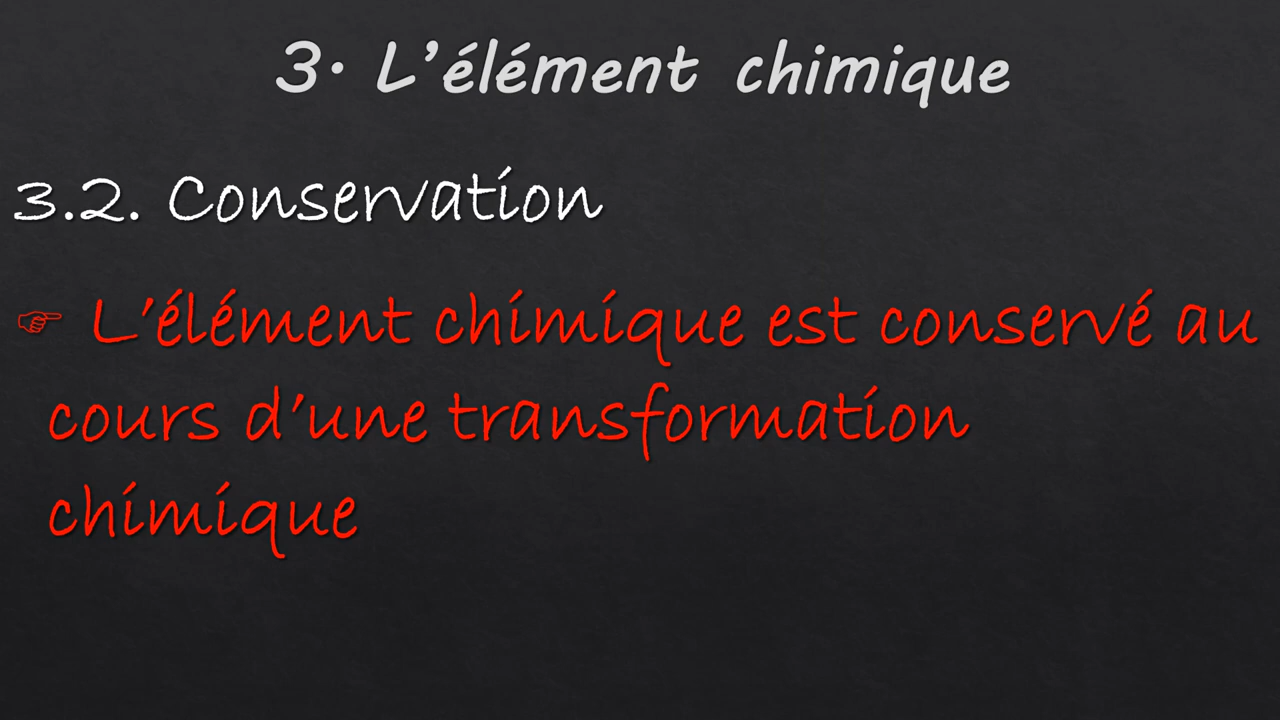 3. L’élément chimique
3.2. Conservation
☞ L’élément chimique est conservé au
cours d’une transformation
chimique